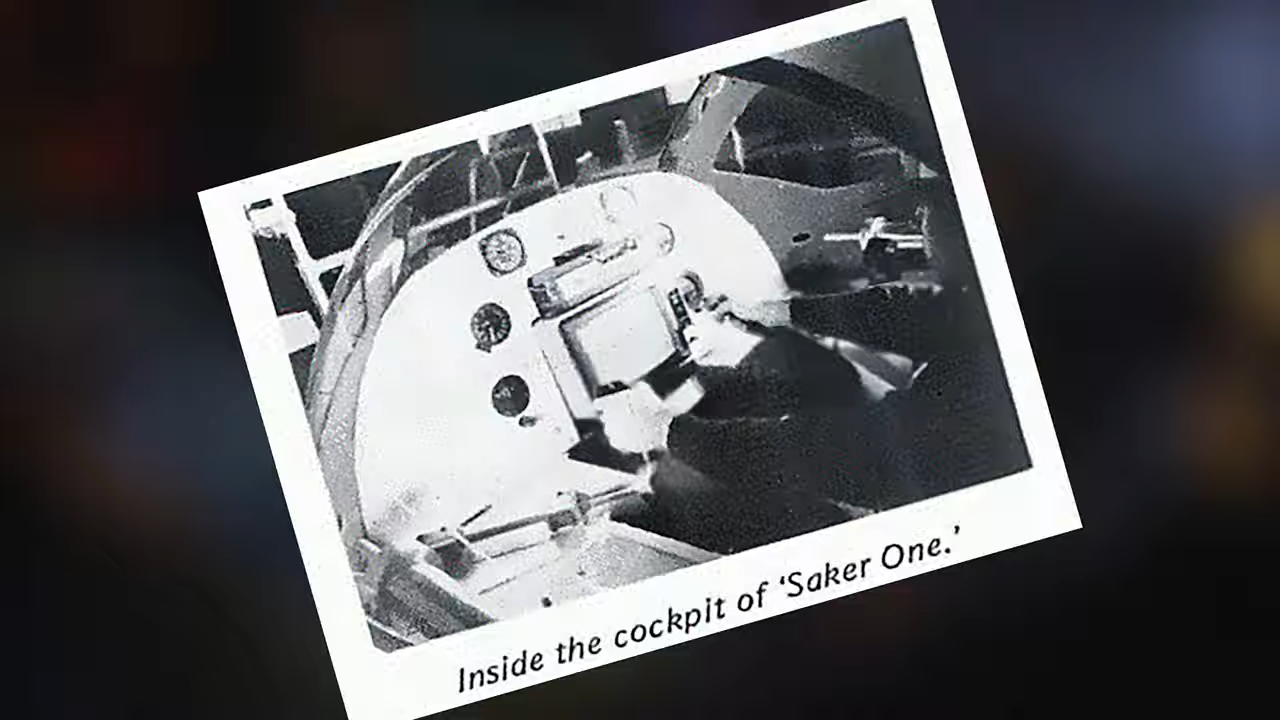 Inside the cockpit of ‘Saker One.’